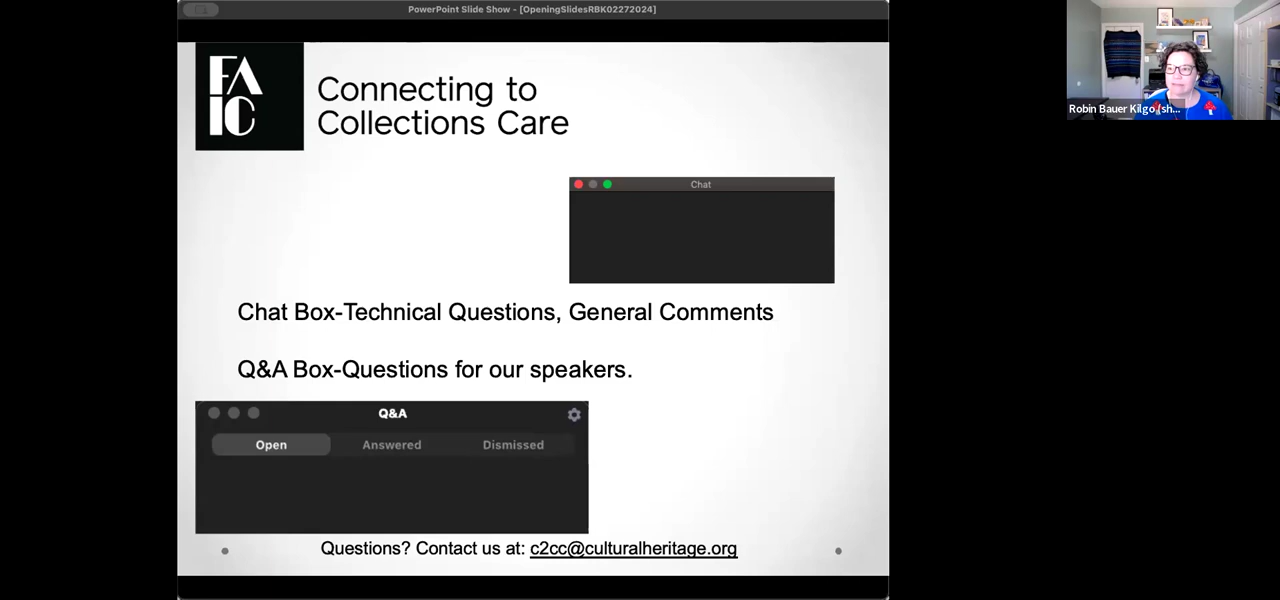 PowerPoint Slide Show - [OpeningSlidesRBK02272024]
FA
IC
Connecting to
Collections Care
Chat
Chat Box-Technical Questions, General Comments
Q&A Box-Questions for our speakers.
Q&A
Open Answered Dismissed
Questions? Contact us at: c2cc@culturalheritage.org
Robin Bauer Kilgo (sh...